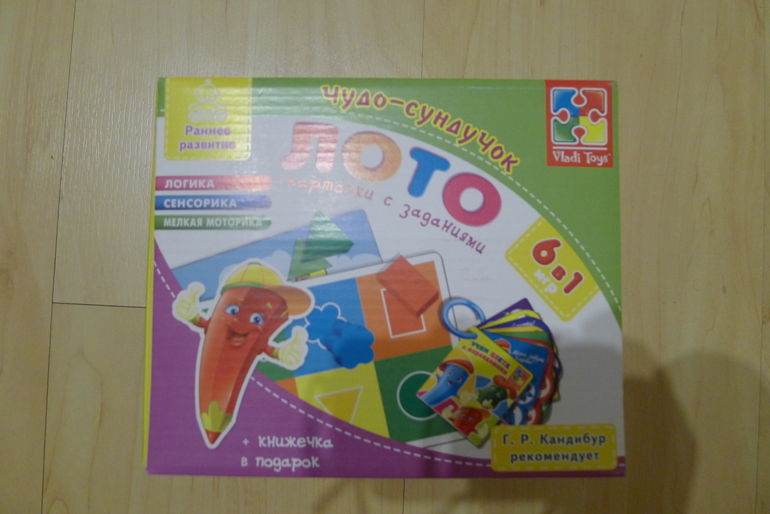 Чудо-сундучок
Раннее
развитие
Vladi Toys
ЛОТО
карточки с заданиями
ЛОГИКА
СЕНСОРИКА
МЕЛКАЯ МОТОРИКА
6 в 1
игр
+ книжечка
в подарок
Г. Р. Кандибур
рекомендует